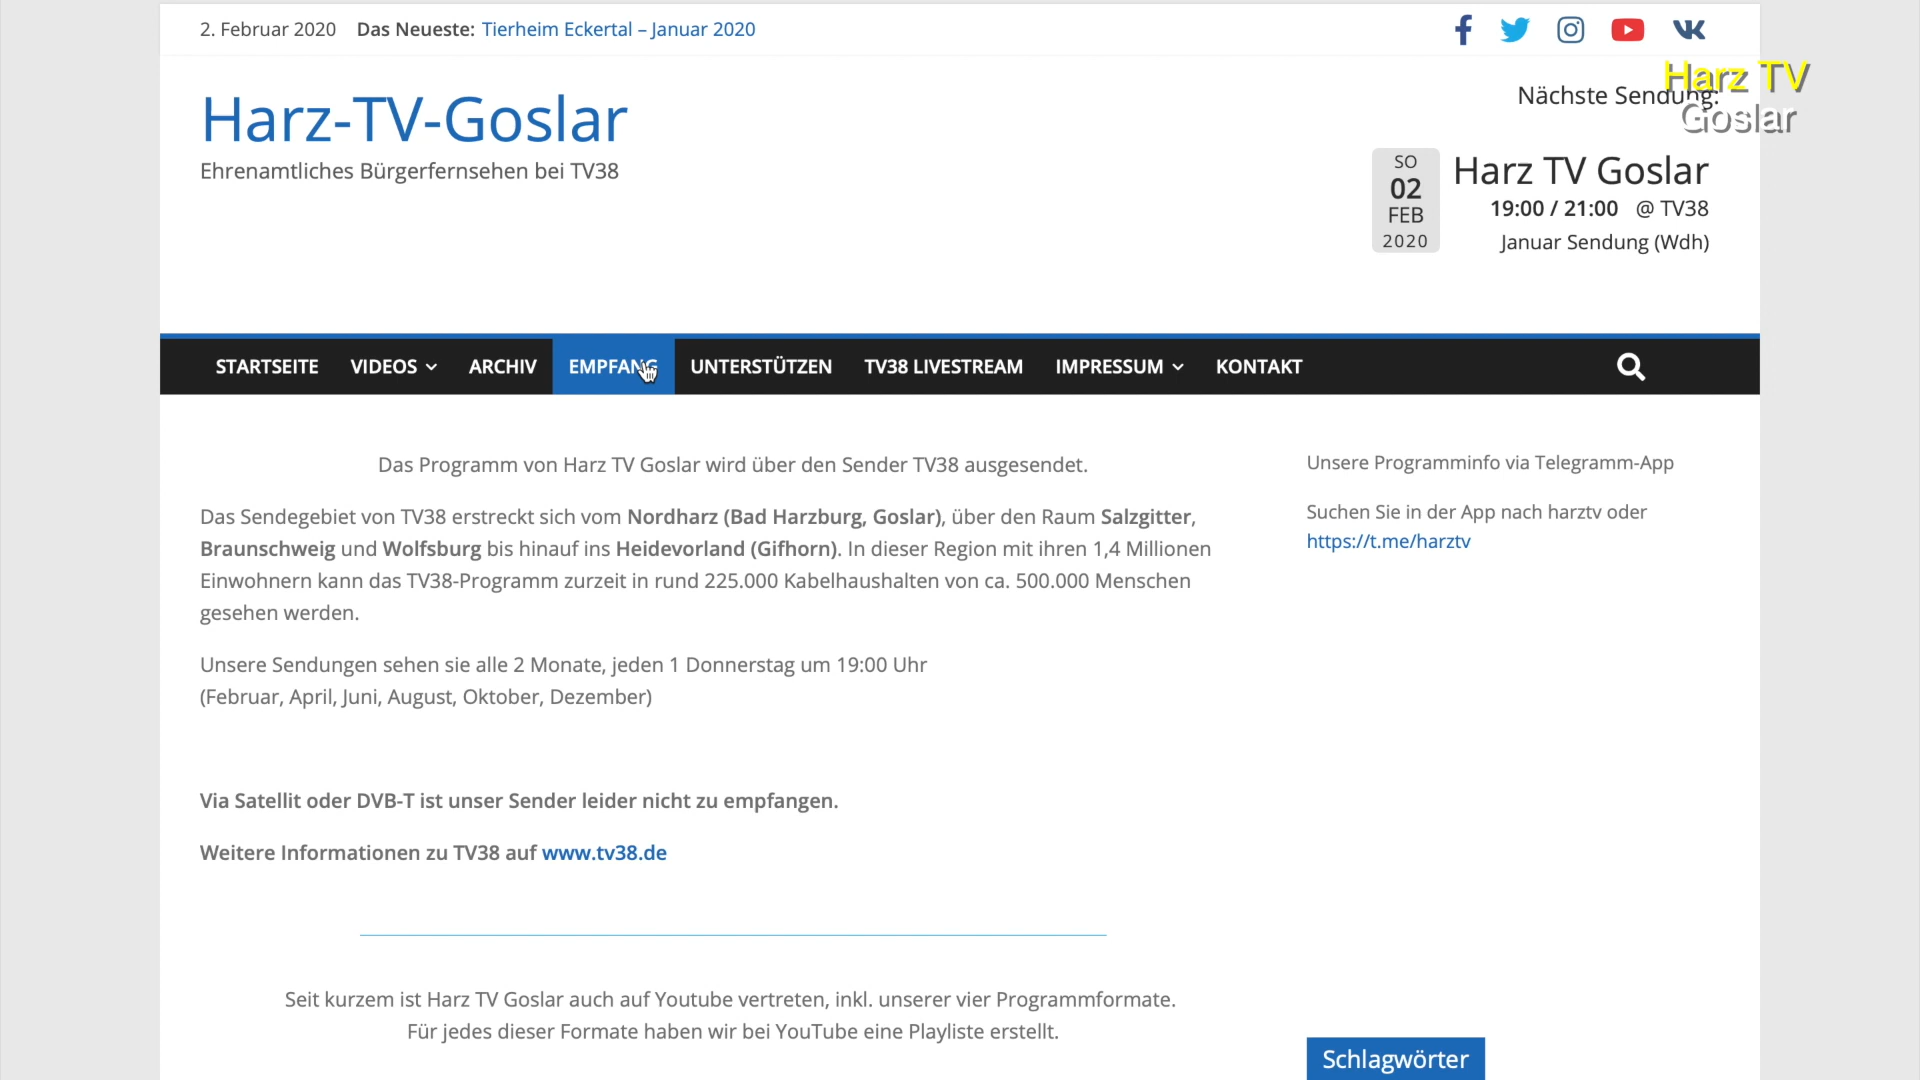 2. Februar 2020 Das Neueste: Tierheim Eckertal – Januar 2020
Harz TV
Goslar
Harz-TV-Goslar
Ehrenamtliches Bürgerfernsehen bei TV38
Nächste Sendung:
SO
02
FEB
2020
Harz TV Goslar
19:00 / 21:00 @ TV38
Januar Sendung (Wdh)
STARTSEITE VIDEOS ARCHIV EMPFANG UNTERSTÜTZEN TV38 LIVESTREAM IMPRESSUM KONTAKT
Das Programm von Harz TV Goslar wird über den Sender TV38 ausgesendet.
Das Sendegebiet von TV38 erstreckt sich vom Nordharz (Bad Harzburg, Goslar), über den Raum Salzgitter,
Braunschweig und Wolfsburg bis hinauf ins Heidevorland (Gifhorn). In dieser Region mit ihren 1,4 Millionen
Einwohnern kann das TV38-Programm zurzeit in rund 225.000 Kabelhaushalten von ca. 500.000 Menschen
gesehen werden.
Unsere Sendungen sehen sie alle 2 Monate, jeden 1 Donnerstag um 19:00 Uhr
(Februar, April, Juni, August, Oktober, Dezember)
Via Satellit oder DVB-T ist unser Sender leider nicht zu empfangen.
Weitere Informationen zu TV38 auf www.tv38.de
Seit kurzem ist Harz TV Goslar auch auf Youtube vertreten, inkl. unserer vier Programmformate.
Für jedes dieser Formate haben wir bei YouTube eine Playliste erstellt.
Unsere Programminfo via Telegramm-App
Suchen Sie in der App nach harztv oder
https://t.me/harztv
Schlagwörter